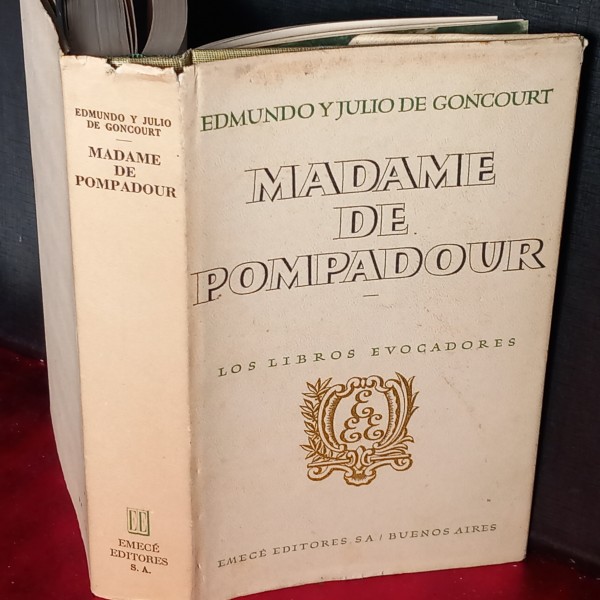 EDMUNDO Y JULIO
DE GONCOURT
MADAME
DE
POMPADOUR
EMECÉ
EDITORES
S. A.
EDMUNDO Y JULIO DE GONCOURT
MADAME
DE
POMPADOUR
LOS LIBROS EVOCADORES
EMECÉ EDITORES, S.A / BUENOS AIRES